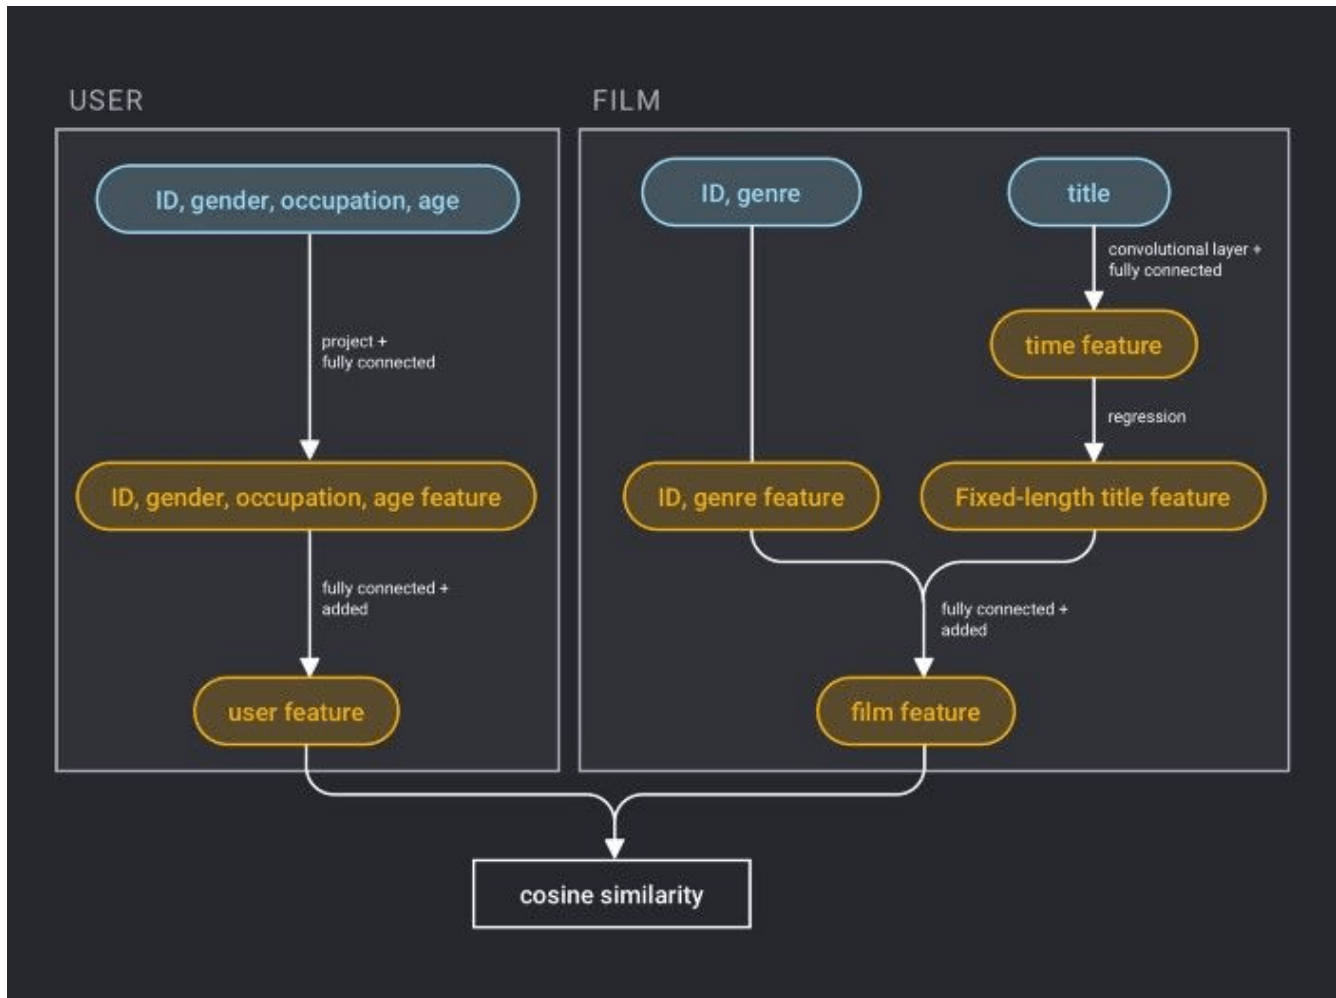 USER
FILM
ID, gender, occupation, age
ID, genre
title
convolutional layer +
fully connected
project +
fully connected
time feature
regression
ID, gender, occupation, age feature
ID, genre feature
Fixed-length title feature
fully connected +
added
fully connected +
added
user feature
film feature
cosine similarity